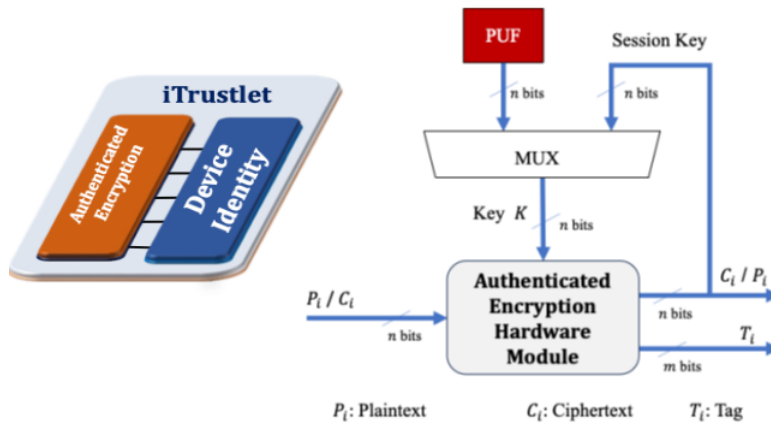 iTrustlet
Authenticated
Encryption
Device
Identity
PUF
Session Key
n bits
n bits
MUX
Key K
n bits
P_i / C_i
n bits
Authenticated
Encryption
Hardware
Module
C_i / P_i
n bits
T_i
m bits
P_i: Plaintext
C_i: Ciphertext
T_i: Tag